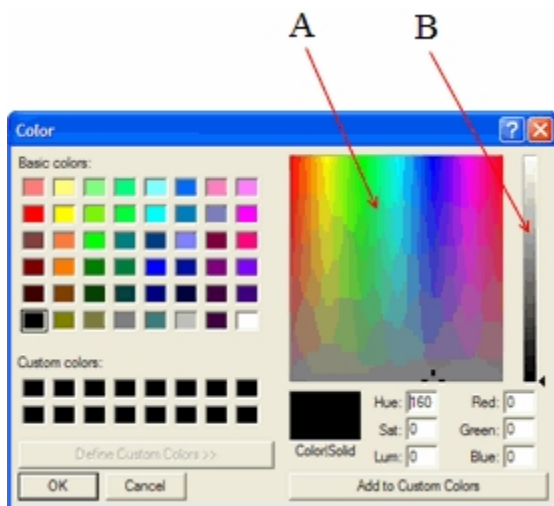 A B
Color
Basic colors:
Custom colors:
Define Custom Colors >>
OK Cancel
Color|Solid
Hue: 160 Red: 0
Sat: 0 Green: 0
Lum: 0 Blue: 0
Add to Custom Colors